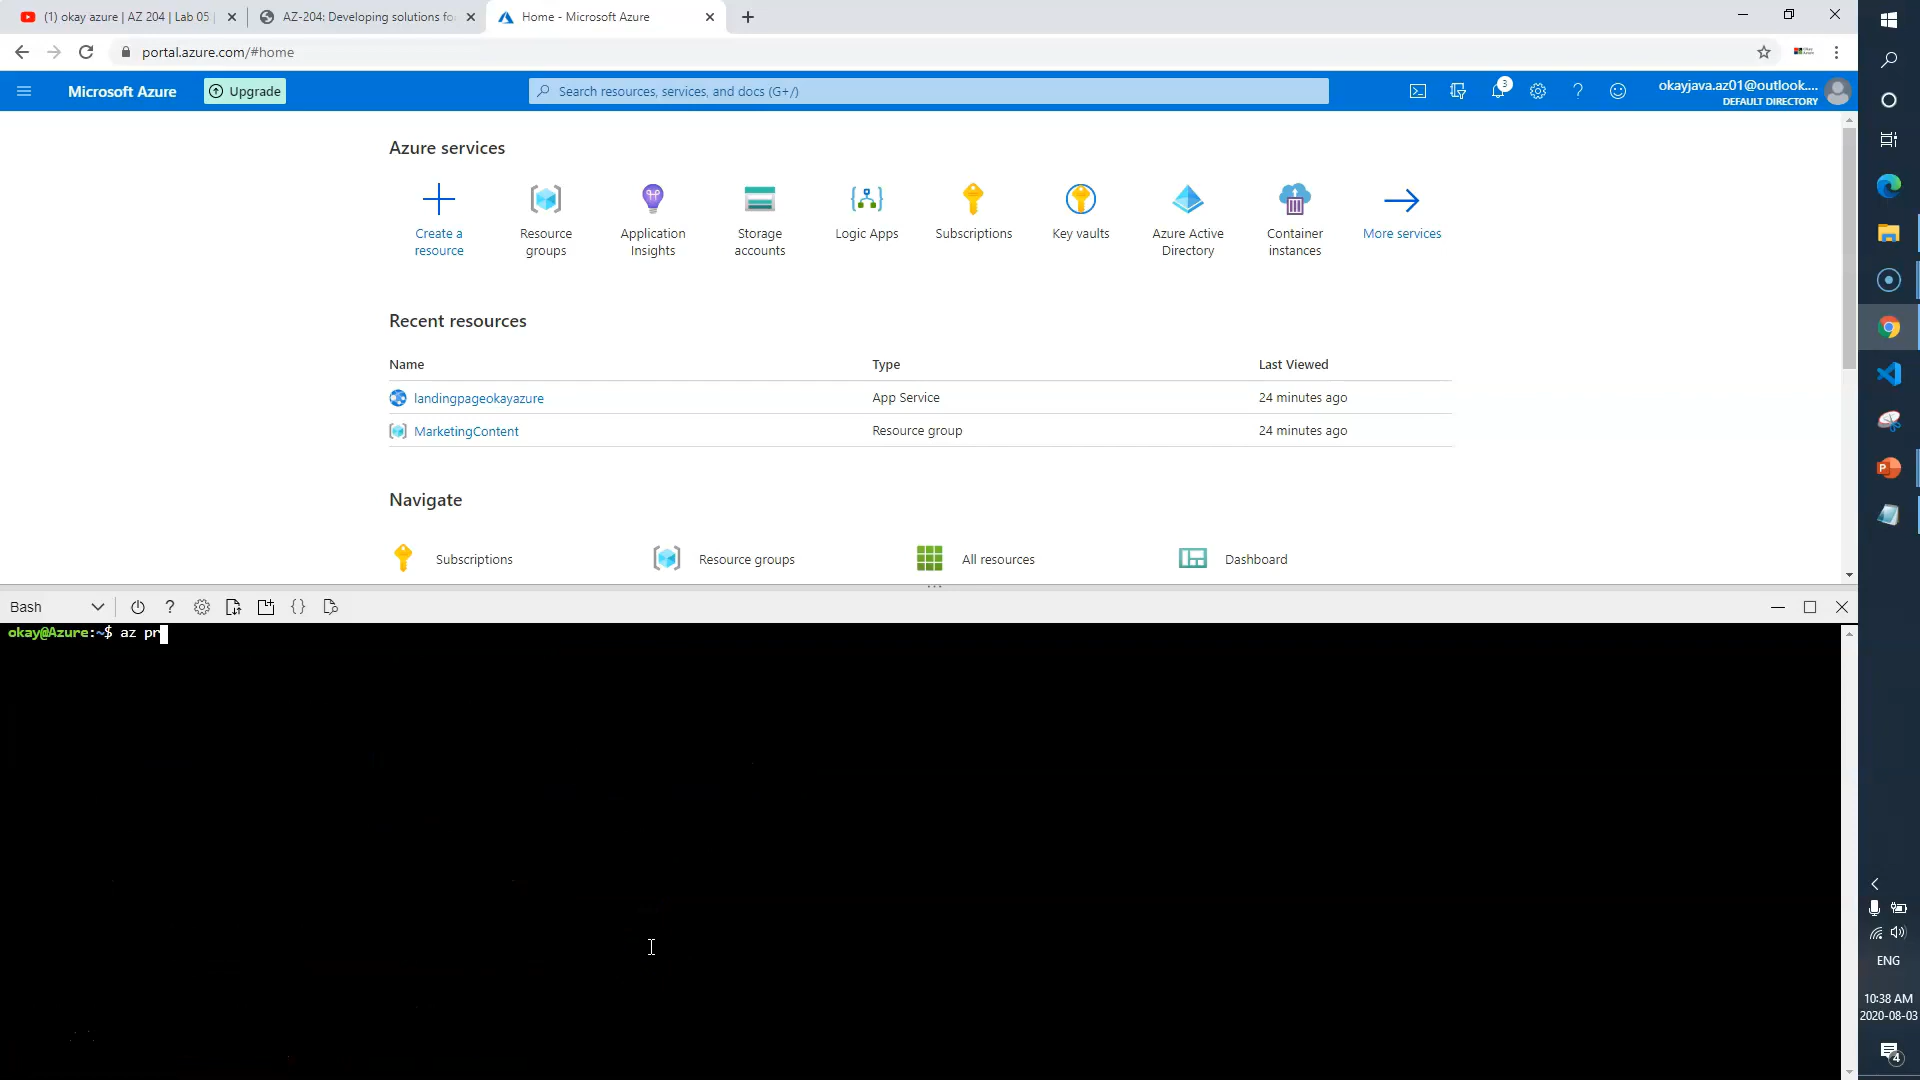 (1) okay azure | AZ 204 | Lab 05
AZ-204: Developing solutions fo
Home - Microsoft Azure
portal.azure.com/#home
Microsoft Azure
Upgrade
Search resources, services, and docs (G+/)
3
okayjava.az01@outlook....
DEFAULT DIRECTORY
Azure services
Create a
resource
Resource
groups
Application
Insights
Storage
accounts
Logic Apps
Subscriptions
Key vaults
Azure Active
Directory
Container
instances
More services
Recent resources
Name Type Last Viewed
landingpageokayazure App Service 24 minutes ago
MarketingContent Resource group 24 minutes ago
Navigate
Subscriptions
Resource groups
All resources
Dashboard
Bash
okay@Azure:~$ az pr
ENG
10:38 AM
2020-08-03
4